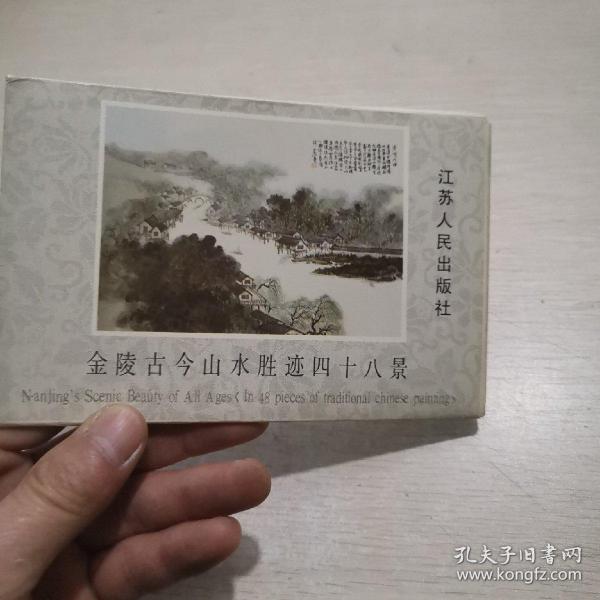 江苏人民出版社
金陵古今山水胜迹四十八景
Nanjing's Scenic Beauty of All Ages<In 48 pieces of traditional chinese painting>
孔夫子旧书网
www.kongfz.com